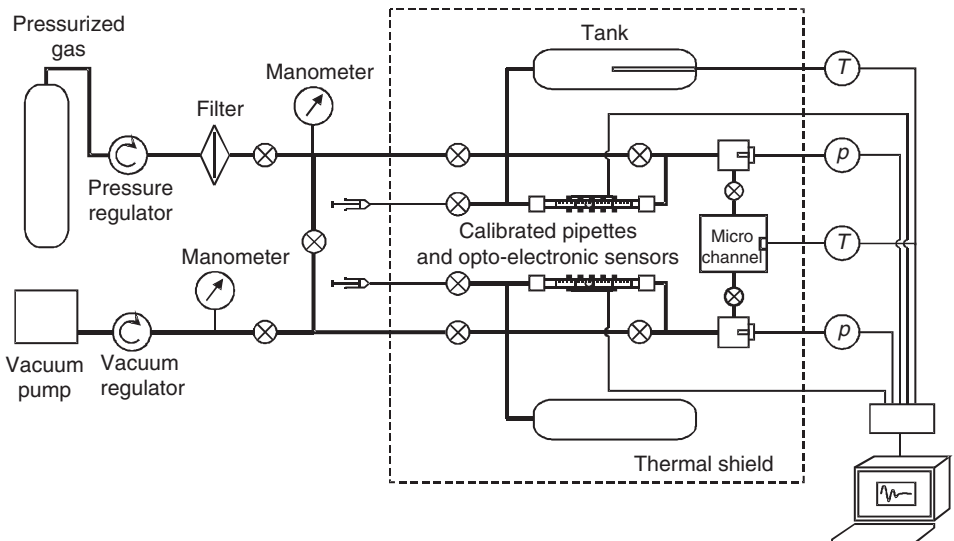 Pressurized
gas
Tank
Manometer
T
Filter
p
Pressure
regulator
Calibrated pipettes
and opto-electronic sensors
Micro
channel
T
Manometer
p
Vacuum
pump
Vacuum
regulator
Thermal shield